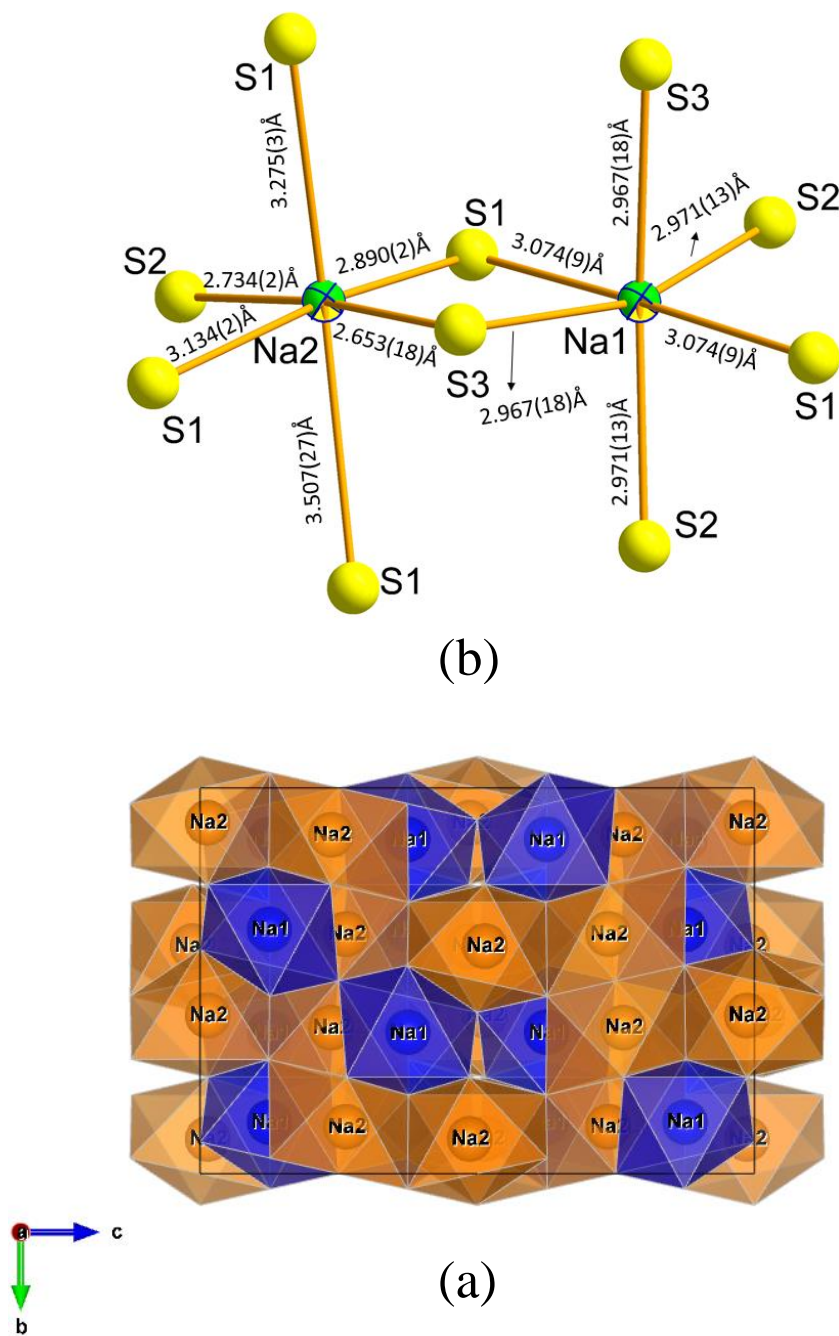 S1
S3
3.275(3)Å
2.967(18)Å
2.971(13)Å
S2
S1
S2
2.734(2)Å
2.890(2)Å
3.074(9)Å
3.134(2)Å
Na2
2.653(18)Å
Na1
3.074(9)Å
S3
S1
S1
2.967(18)Å
3.507(27)Å
2.971(13)Å
S2
S1
(b)
Na2
Na2
Na1
Na1
Na2
Na2
Na1
Na2
Na2
Na2
Na1
Na2
Na2
Na2
Na1
Na1
Na2
Na2
Na1
Na2
Na2
Na2
Na1
Na2
a
c
b
(a)